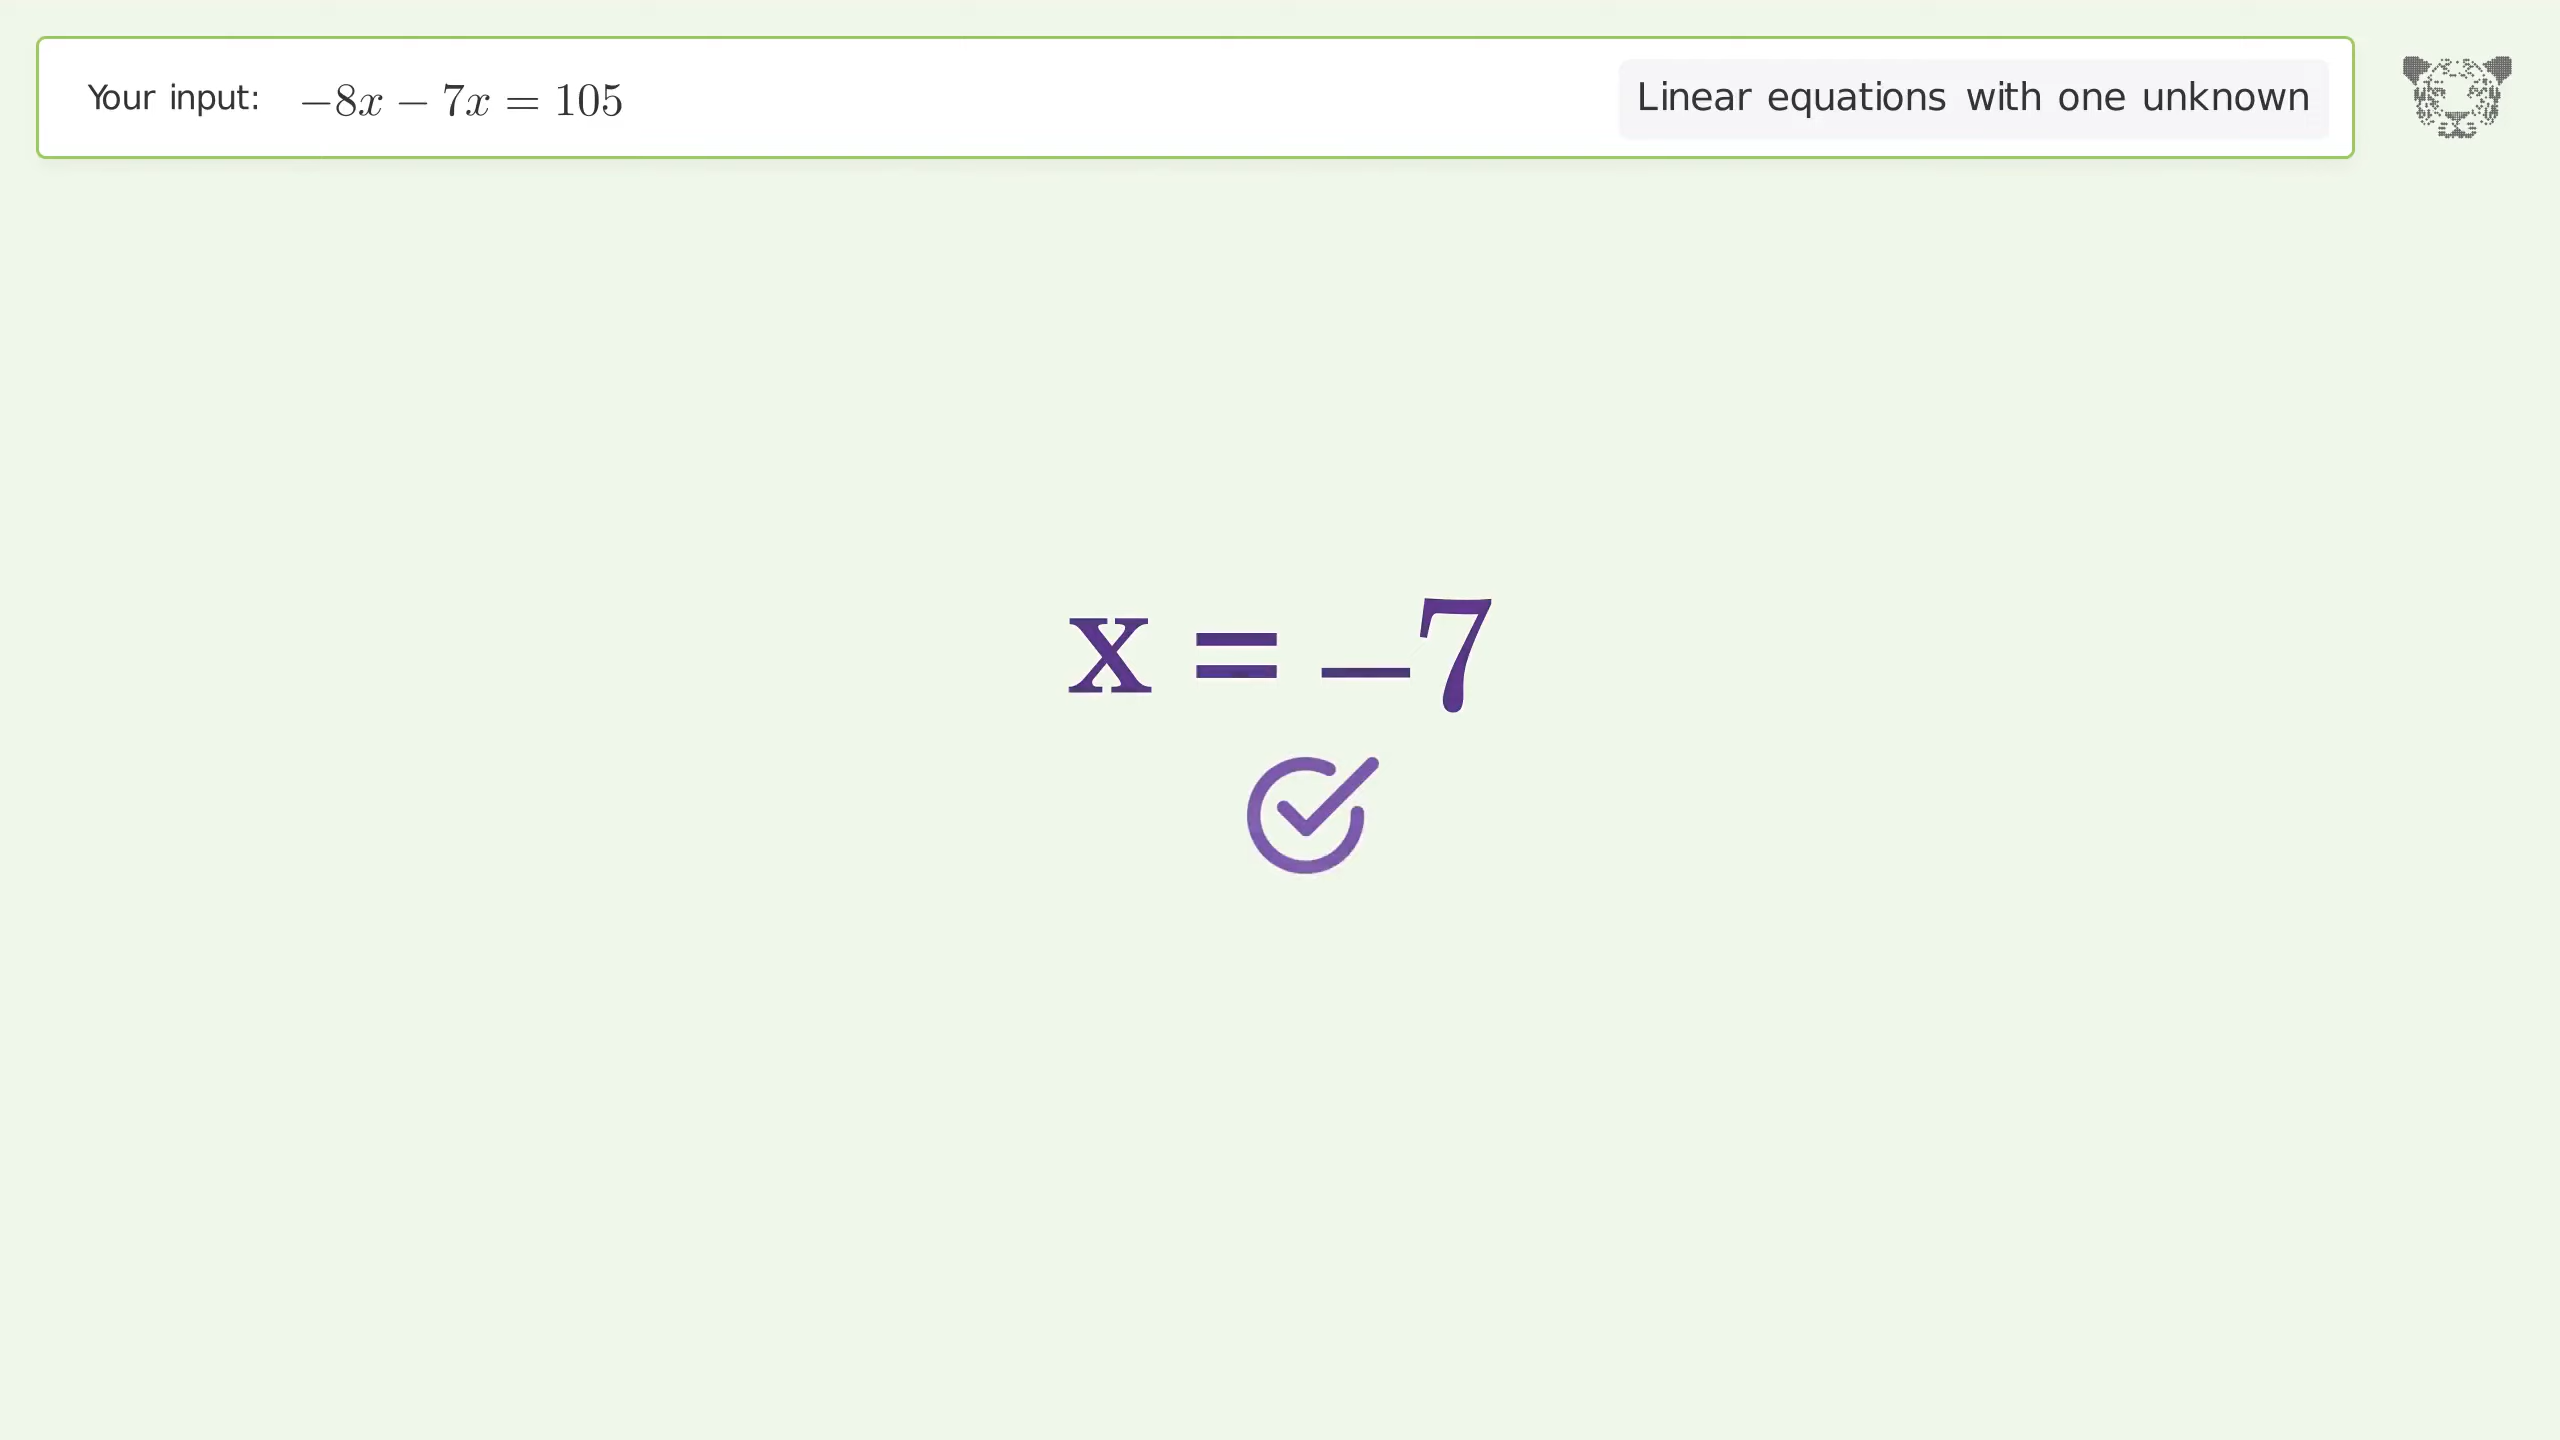 Your input: −8x − 7x = 105
Linear equations with one unknown
x = −7